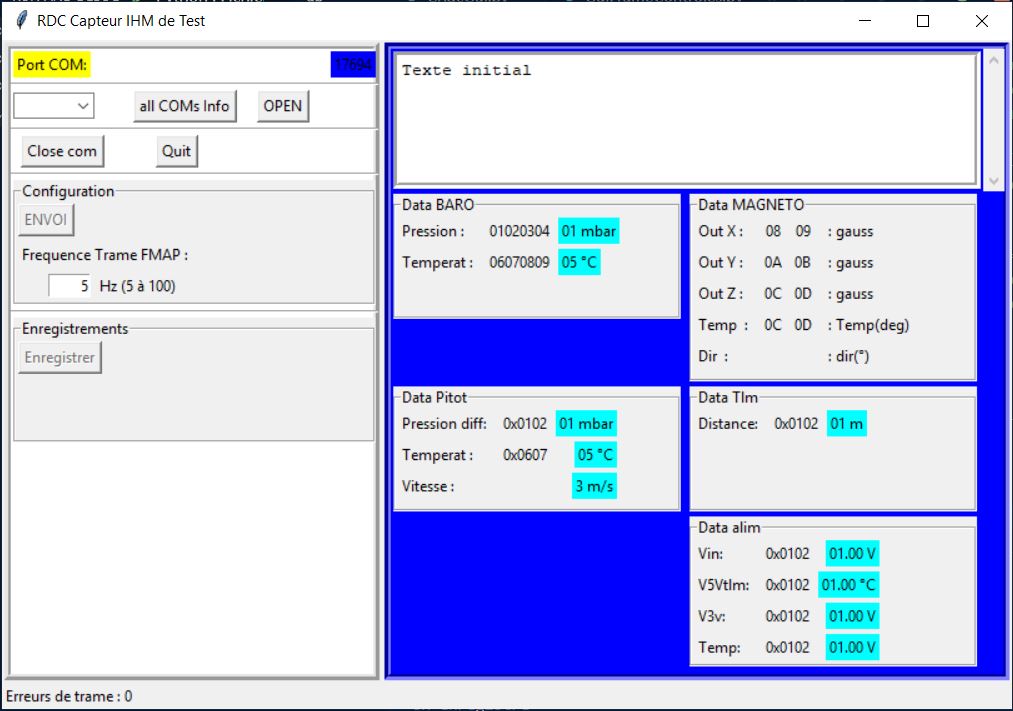 RDC Capteur IHM de Test
Port COM: 17694
all COMs Info OPEN
Close com Quit
Configuration
ENVOI
Frequence Trame FMAP :
5 Hz (5 à 100)
Enregistrements
Enregistrer
Texte initial
Data BARO
Pression : 01020304 01 mbar
Temperat : 06070809 05 °C
Data MAGNETO
Out X : 08 09 : gauss
Out Y : 0A 0B : gauss
Out Z : 0C 0D : gauss
Temp : 0C 0D : Temp(deg)
Dir : : dir(°)
Data Pitot
Pression diff: 0x0102 01 mbar
Temperat : 0x0607 05 °C
Vitesse : 3 m/s
Data Tlm
Distance: 0x0102 01 m
Data alim
Vin: 0x0102 01.00 V
V5Vtlm: 0x0102 01.00 °C
V3v: 0x0102 01.00 V
Temp: 0x0102 01.00 V
Erreurs de trame : 0